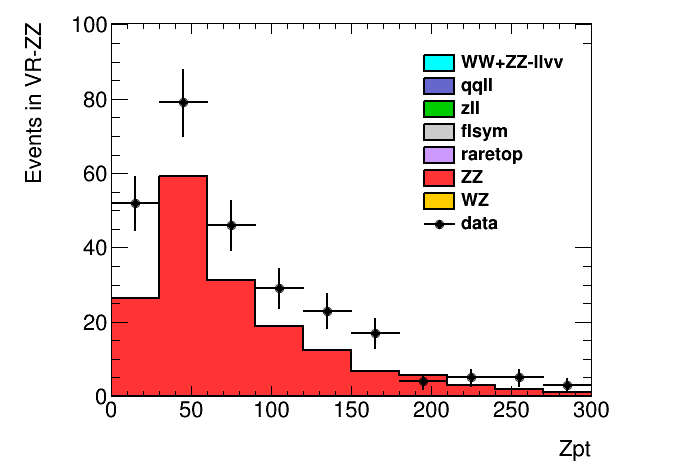 Events in VR-ZZ
100
80
60
40
20
0
0 50 100 150 200 250 300
Zpt
WW+ZZ-llvv
qqll
zll
flsym
raretop
ZZ
WZ
data